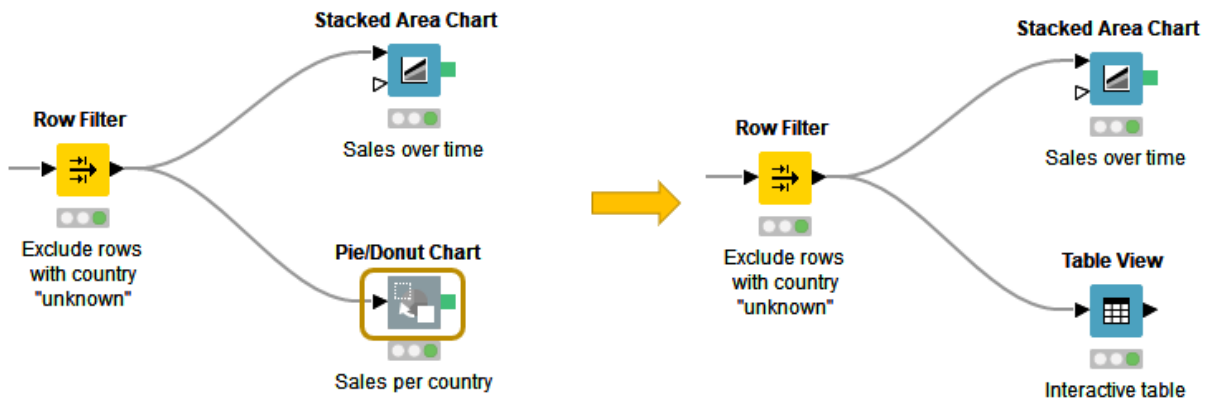 Stacked Area Chart
Sales over time
Row Filter
Exclude rows
with country
"unknown"
Pie/Donut Chart
Sales per country
Stacked Area Chart
Sales over time
Row Filter
Exclude rows
with country
"unknown"
Table View
Interactive table